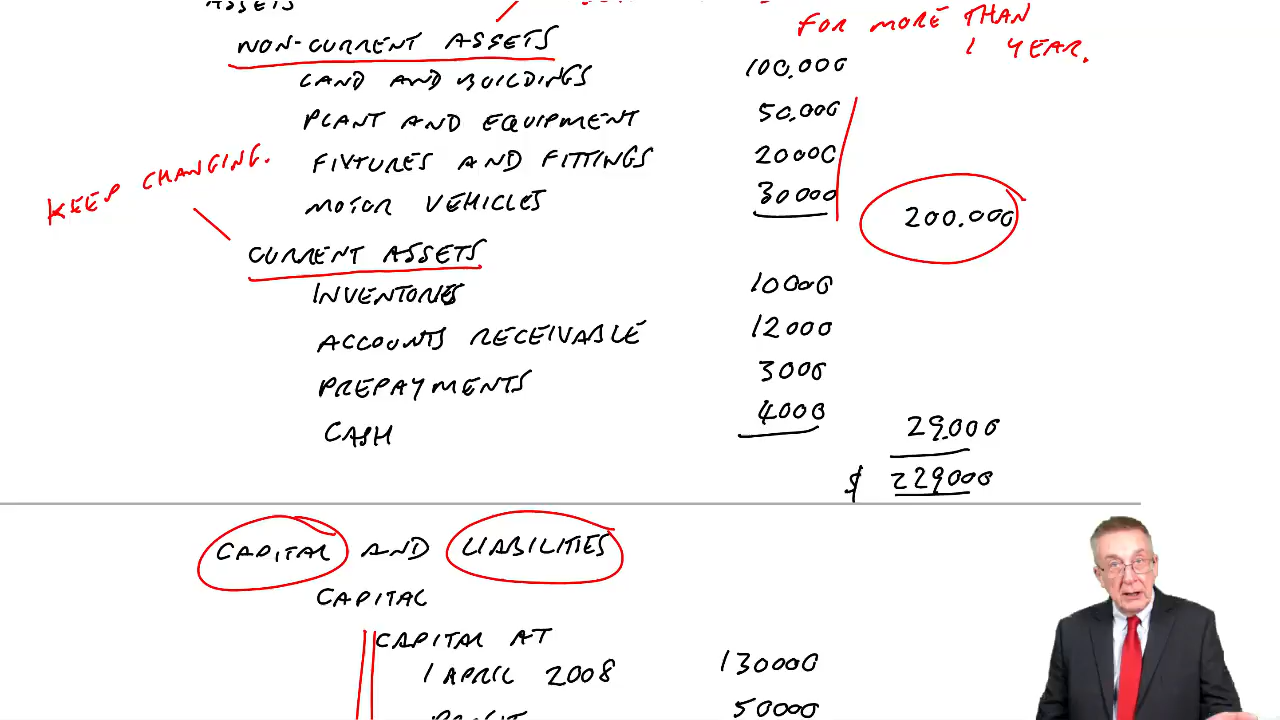 ASSETS
FOR MORE THAN
1 YEAR.
NON-CURRENT ASSETS
LAND AND BUILDINGS 100.000
PLANT AND EQUIPMENT 50.000
FIXTURES AND FITTINGS 20000
MOTOR VEHICLES 30000
200.000
KEEP CHANGING.
CURRENT ASSETS
INVENTORIES 10000
ACCOUNTS RECEIVABLE 12000
PREPAYMENTS 3000
CASH 4000
29.000
$ 229000
CAPITAL AND LIABILITIES
CAPITAL
CAPITAL AT
1 APRIL 2008 130000
PROFIT 50000